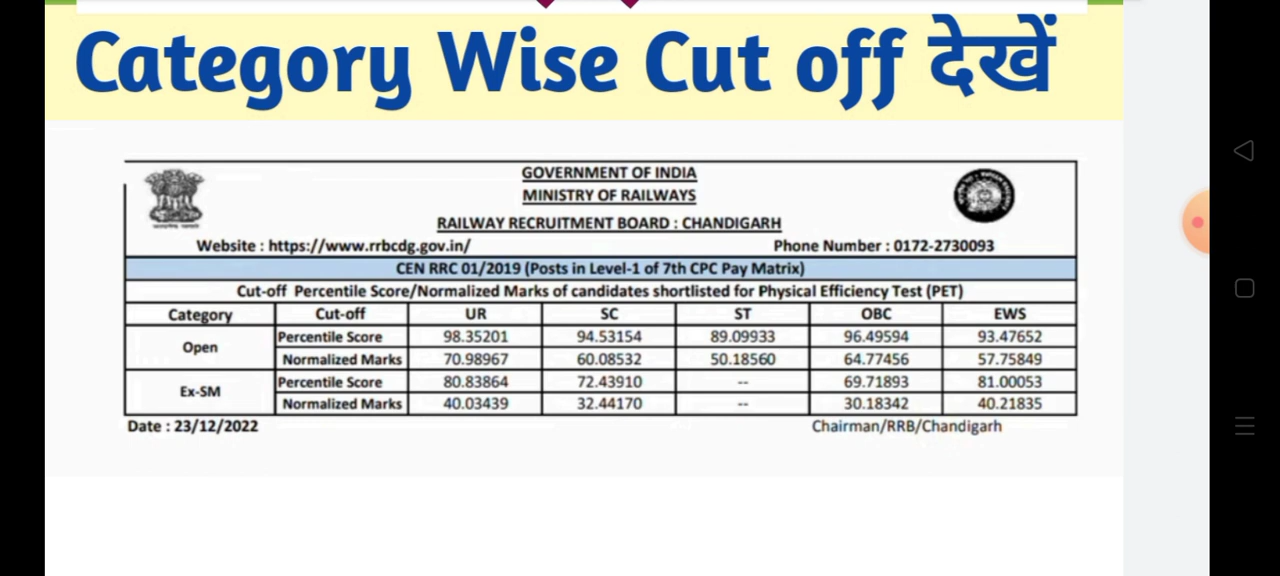 Category Wise Cut off देखें
GOVERNMENT OF INDIA
MINISTRY OF RAILWAYS
RAILWAY RECRUITMENT BOARD : CHANDIGARH
Website : https://www.rrbcdg.gov.in/ Phone Number : 0172-2730093
CEN RRC 01/2019 (Posts in Level-1 of 7th CPC Pay Matrix)
Cut-off Percentile Score/Normalized Marks of candidates shortlisted for Physical Efficiency Test (PET)
Category Cut-off UR SC ST OBC EWS
Open Percentile Score 98.35201 94.53154 89.09933 96.49594 93.47652
Normalized Marks 70.98967 60.08532 50.18560 64.77456 57.75849
Ex-SM Percentile Score 80.83864 72.43910 -- 69.71893 81.00053
Normalized Marks 40.03439 32.44170 -- 30.18342 40.21835
Date : 23/12/2022 Chairman/RRB/Chandigarh